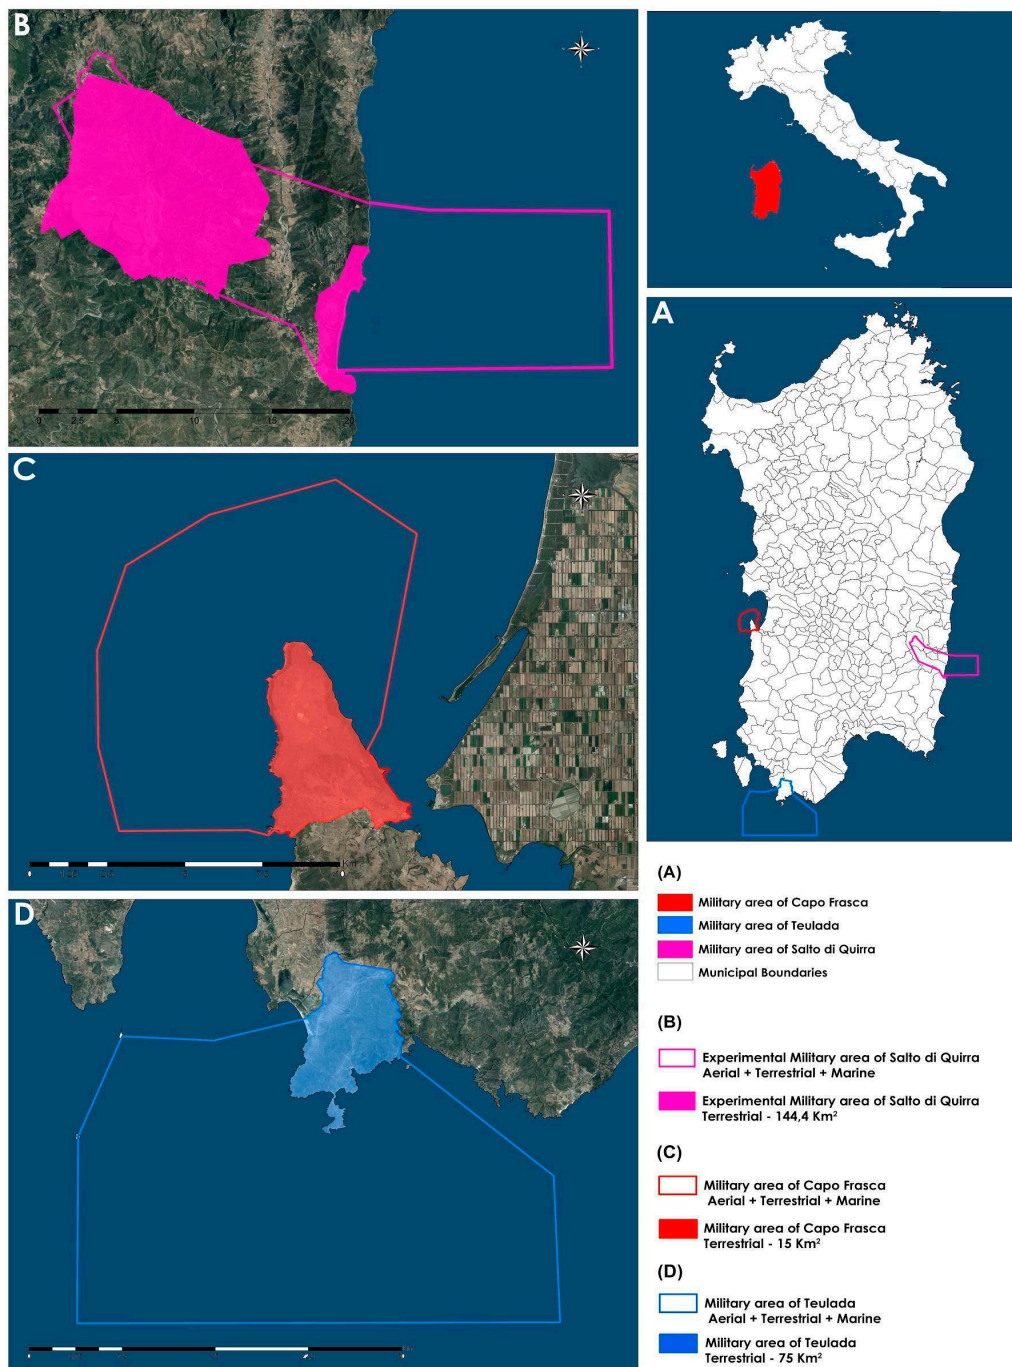 B
0
2,5
5
10
15
20
A
C
Km
D
(A)
Military area of Capo Frasca
Military area of Teulada
Military area of Salto di Quirra
Municipal Boundaries
(B)
Experimental Military area of Salto di Quirra
Aerial + Terrestrial + Marine
Experimental Military area of Salto di Quirra
Terrestrial - 144,4 Km²
(C)
Military area of Capo Frasca
Aerial + Terrestrial + Marine
Military area of Capo Frasca
Terrestrial - 15 Km²
(D)
Military area of Teulada
Aerial + Terrestrial + Marine
Military area of Teulada
Terrestrial - 75 Km²